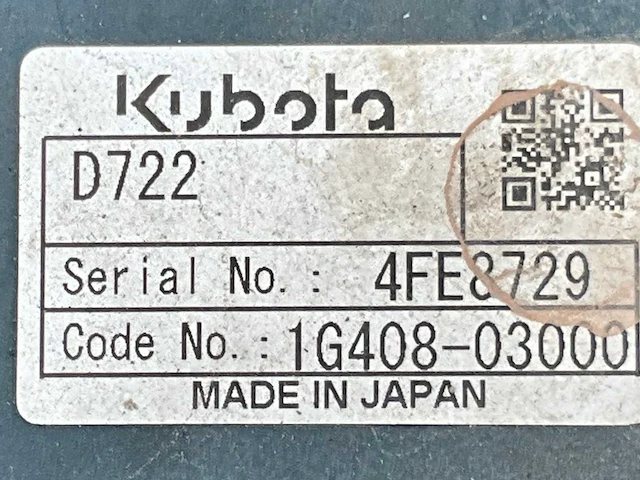 Kubota
D722
Serial No.: 4FE8729
Code No.: 1G408-03000
MADE IN JAPAN